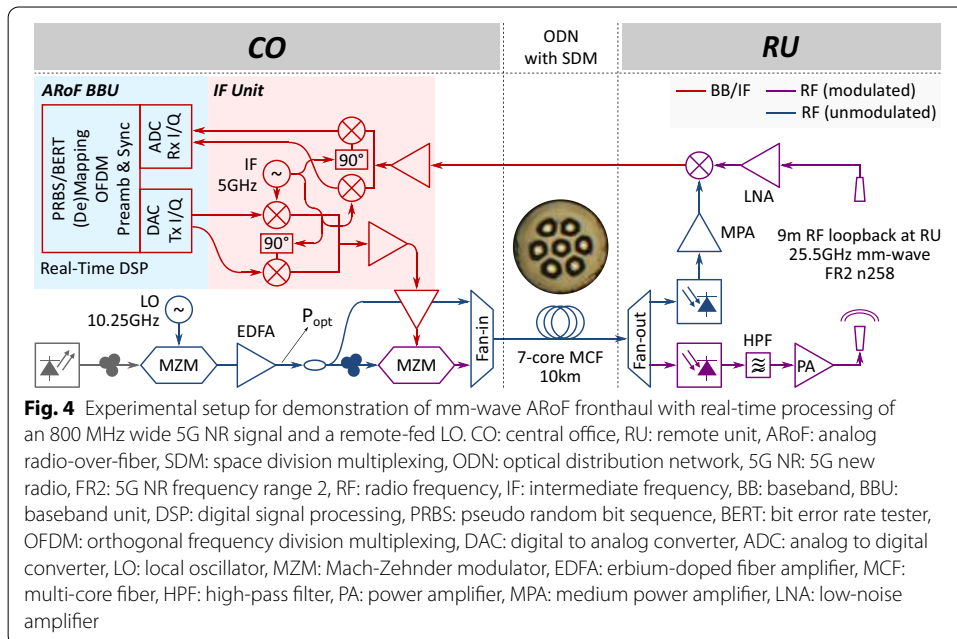 CO
ODN
with SDM
RU
ARoF BBU
IF Unit
BB/IF
RF (modulated)
RF (unmodulated)
PRBS/BERT
(De)Mapping
OFDM
Preamb & Sync
ADC
Rx I/Q
DAC
Tx I/Q
Real-Time DSP
IF
5GHz
~
90°
90°
LNA
MPA
9m RF loopback at RU
25.5GHz mm-wave
FR2 n258
LO
10.25GHz
~
EDFA
Popt
MZM
MZM
Fan-in
7-core MCF
10km
Fan-out
HPF
PA
Fig. 4 Experimental setup for demonstration of mm-wave ARoF fronthaul with real-time processing of
an 800 MHz wide 5G NR signal and a remote-fed LO. CO: central office, RU: remote unit, ARoF: analog
radio-over-fiber, SDM: space division multiplexing, ODN: optical distribution network, 5G NR: 5G new
radio, FR2: 5G NR frequency range 2, RF: radio frequency, IF: intermediate frequency, BB: baseband, BBU:
baseband unit, DSP: digital signal processing, PRBS: pseudo random bit sequence, BERT: bit error rate tester,
OFDM: orthogonal frequency division multiplexing, DAC: digital to analog converter, ADC: analog to digital
converter, LO: local oscillator, MZM: Mach-Zehnder modulator, EDFA: erbium-doped fiber amplifier, MCF:
multi-core fiber, HPF: high-pass filter, PA: power amplifier, MPA: medium power amplifier, LNA: low-noise
amplifier